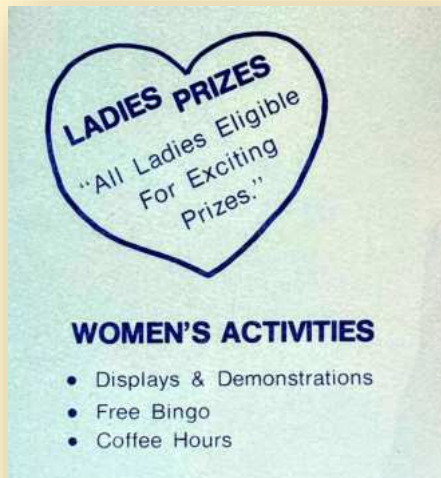 LADIES PRIZES
"All Ladies Eligible
For Exciting
Prizes."
WOMEN'S ACTIVITIES
• Displays & Demonstrations
• Free Bingo
• Coffee Hours